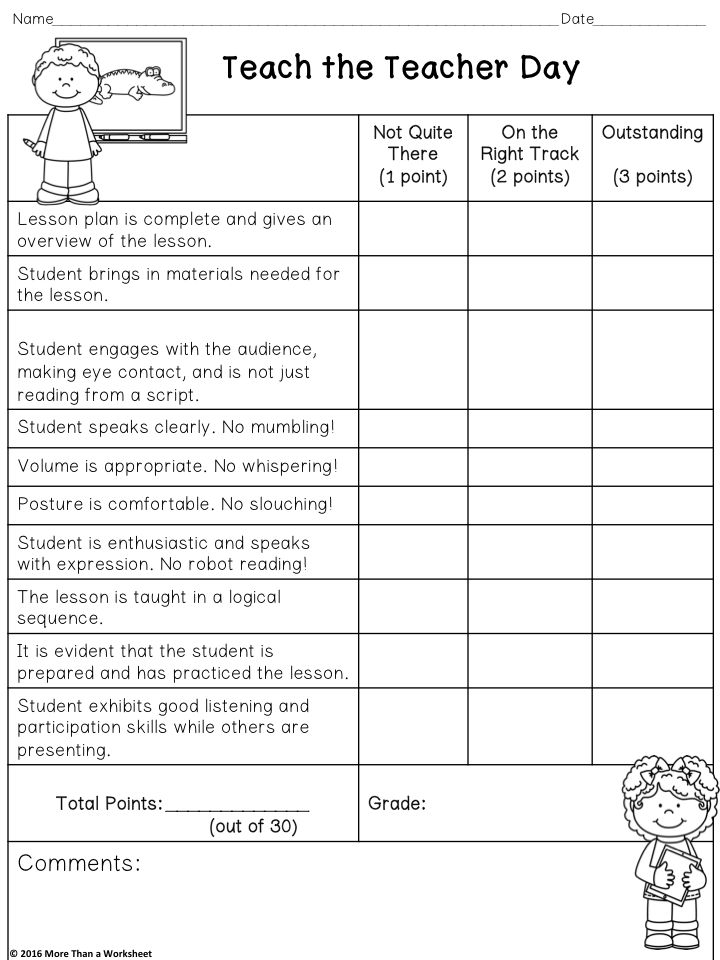 Name__________ Date__________
Teach the Teacher Day
Not Quite
There
(1 point)
On the
Right Track
(2 points)
Outstanding
(3 points)
Lesson plan is complete and gives an
overview of the lesson.
Student brings in materials needed for
the lesson.
Student engages with the audience,
making eye contact, and is not just
reading from a script.
Student speaks clearly. No mumbling!
Volume is appropriate. No whispering!
Posture is comfortable. No slouching!
Student is enthusiastic and speaks
with expression. No robot reading!
The lesson is taught in a logical
sequence.
It is evident that the student is
prepared and has practiced the lesson.
Student exhibits good listening and
participation skills while others are
presenting.
Total Points:__________
(out of 30)
Grade:
Comments:
© 2016 More Than a Worksheet